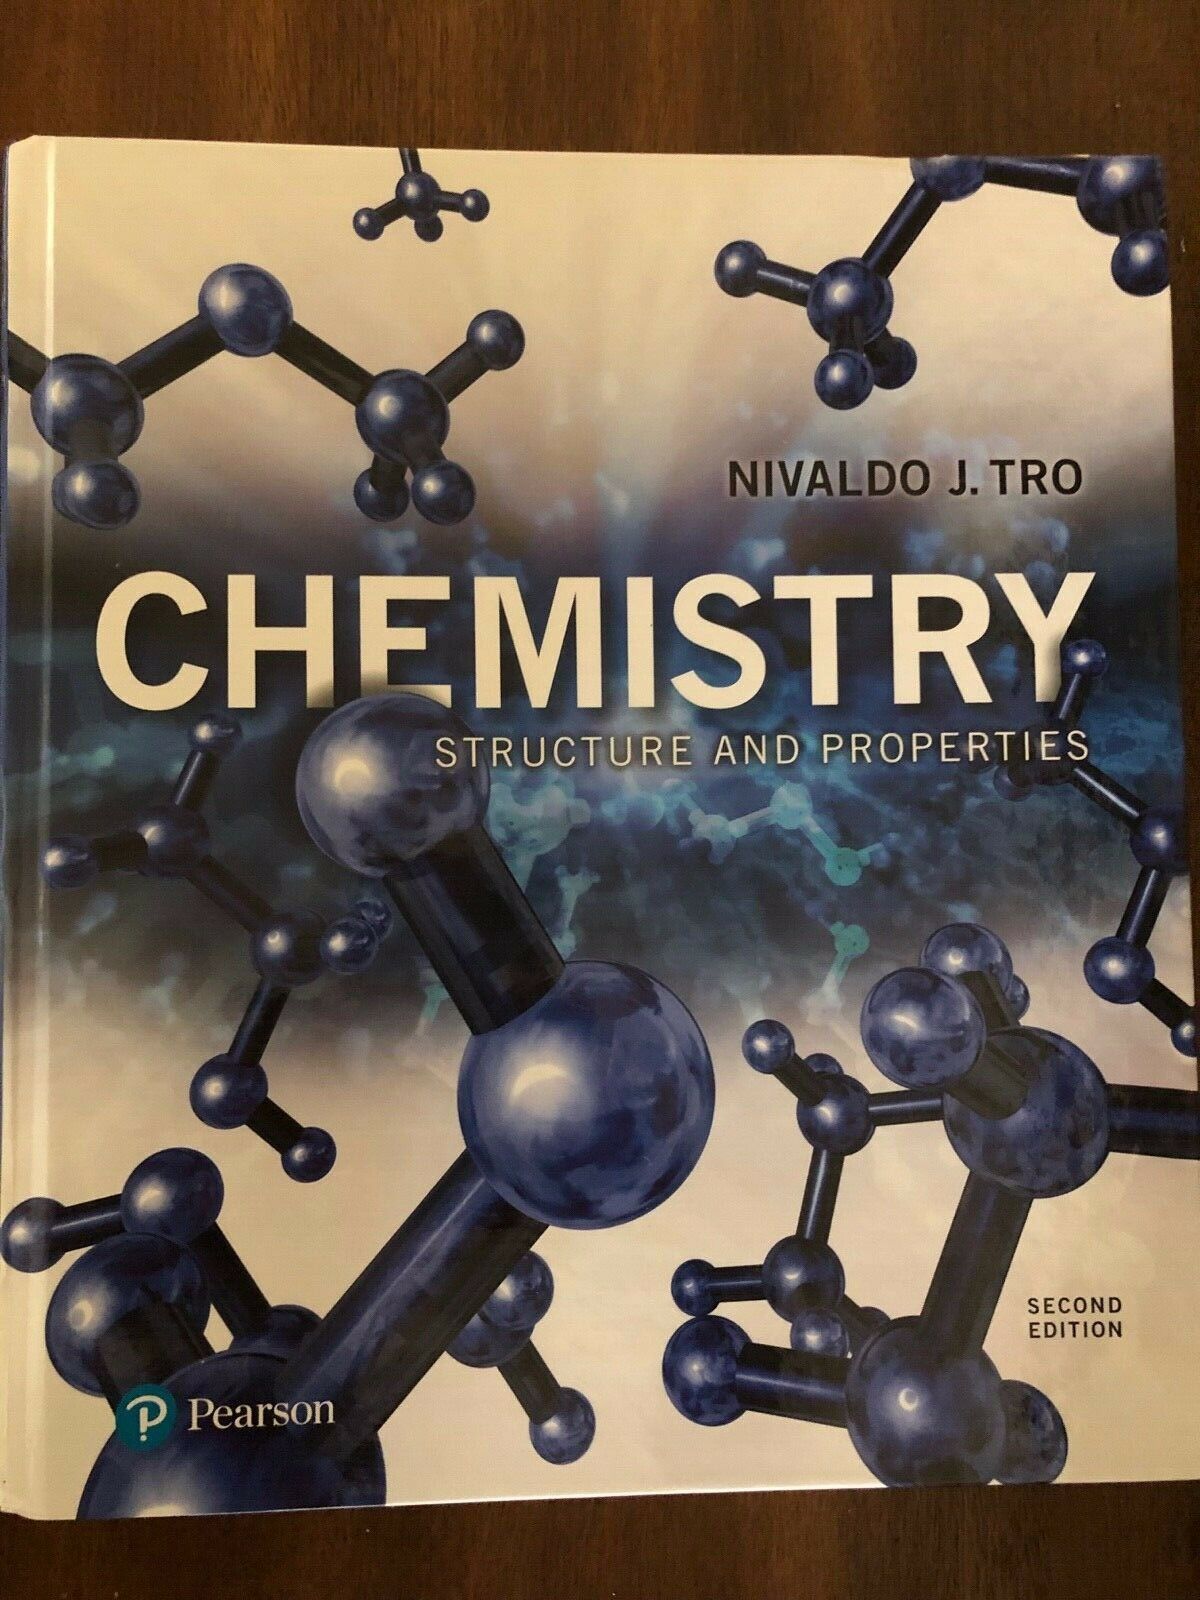 NIVALDO J. TRO
CHEMISTRY
STRUCTURE AND PROPERTIES
SECOND
EDITION
Pearson